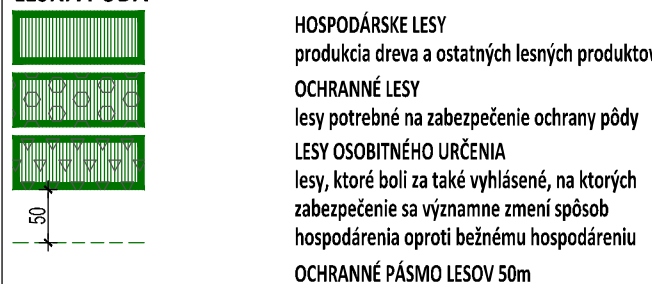 HOSPODÁRSKE LESY
produkcia dreva a ostatných lesných produktov
OCHRANNÉ LESY
lesy potrebné na zabezpečenie ochrany pôdy
LESY OSOBITNÉHO URČENIA
lesy, ktoré boli za také vyhlásené, na ktorých
zabezpečenie sa významne zmení spôsob
hospodárenia oproti bežnému hospodáreniu
50
OCHRANNÉ PÁSMO LESOV 50m